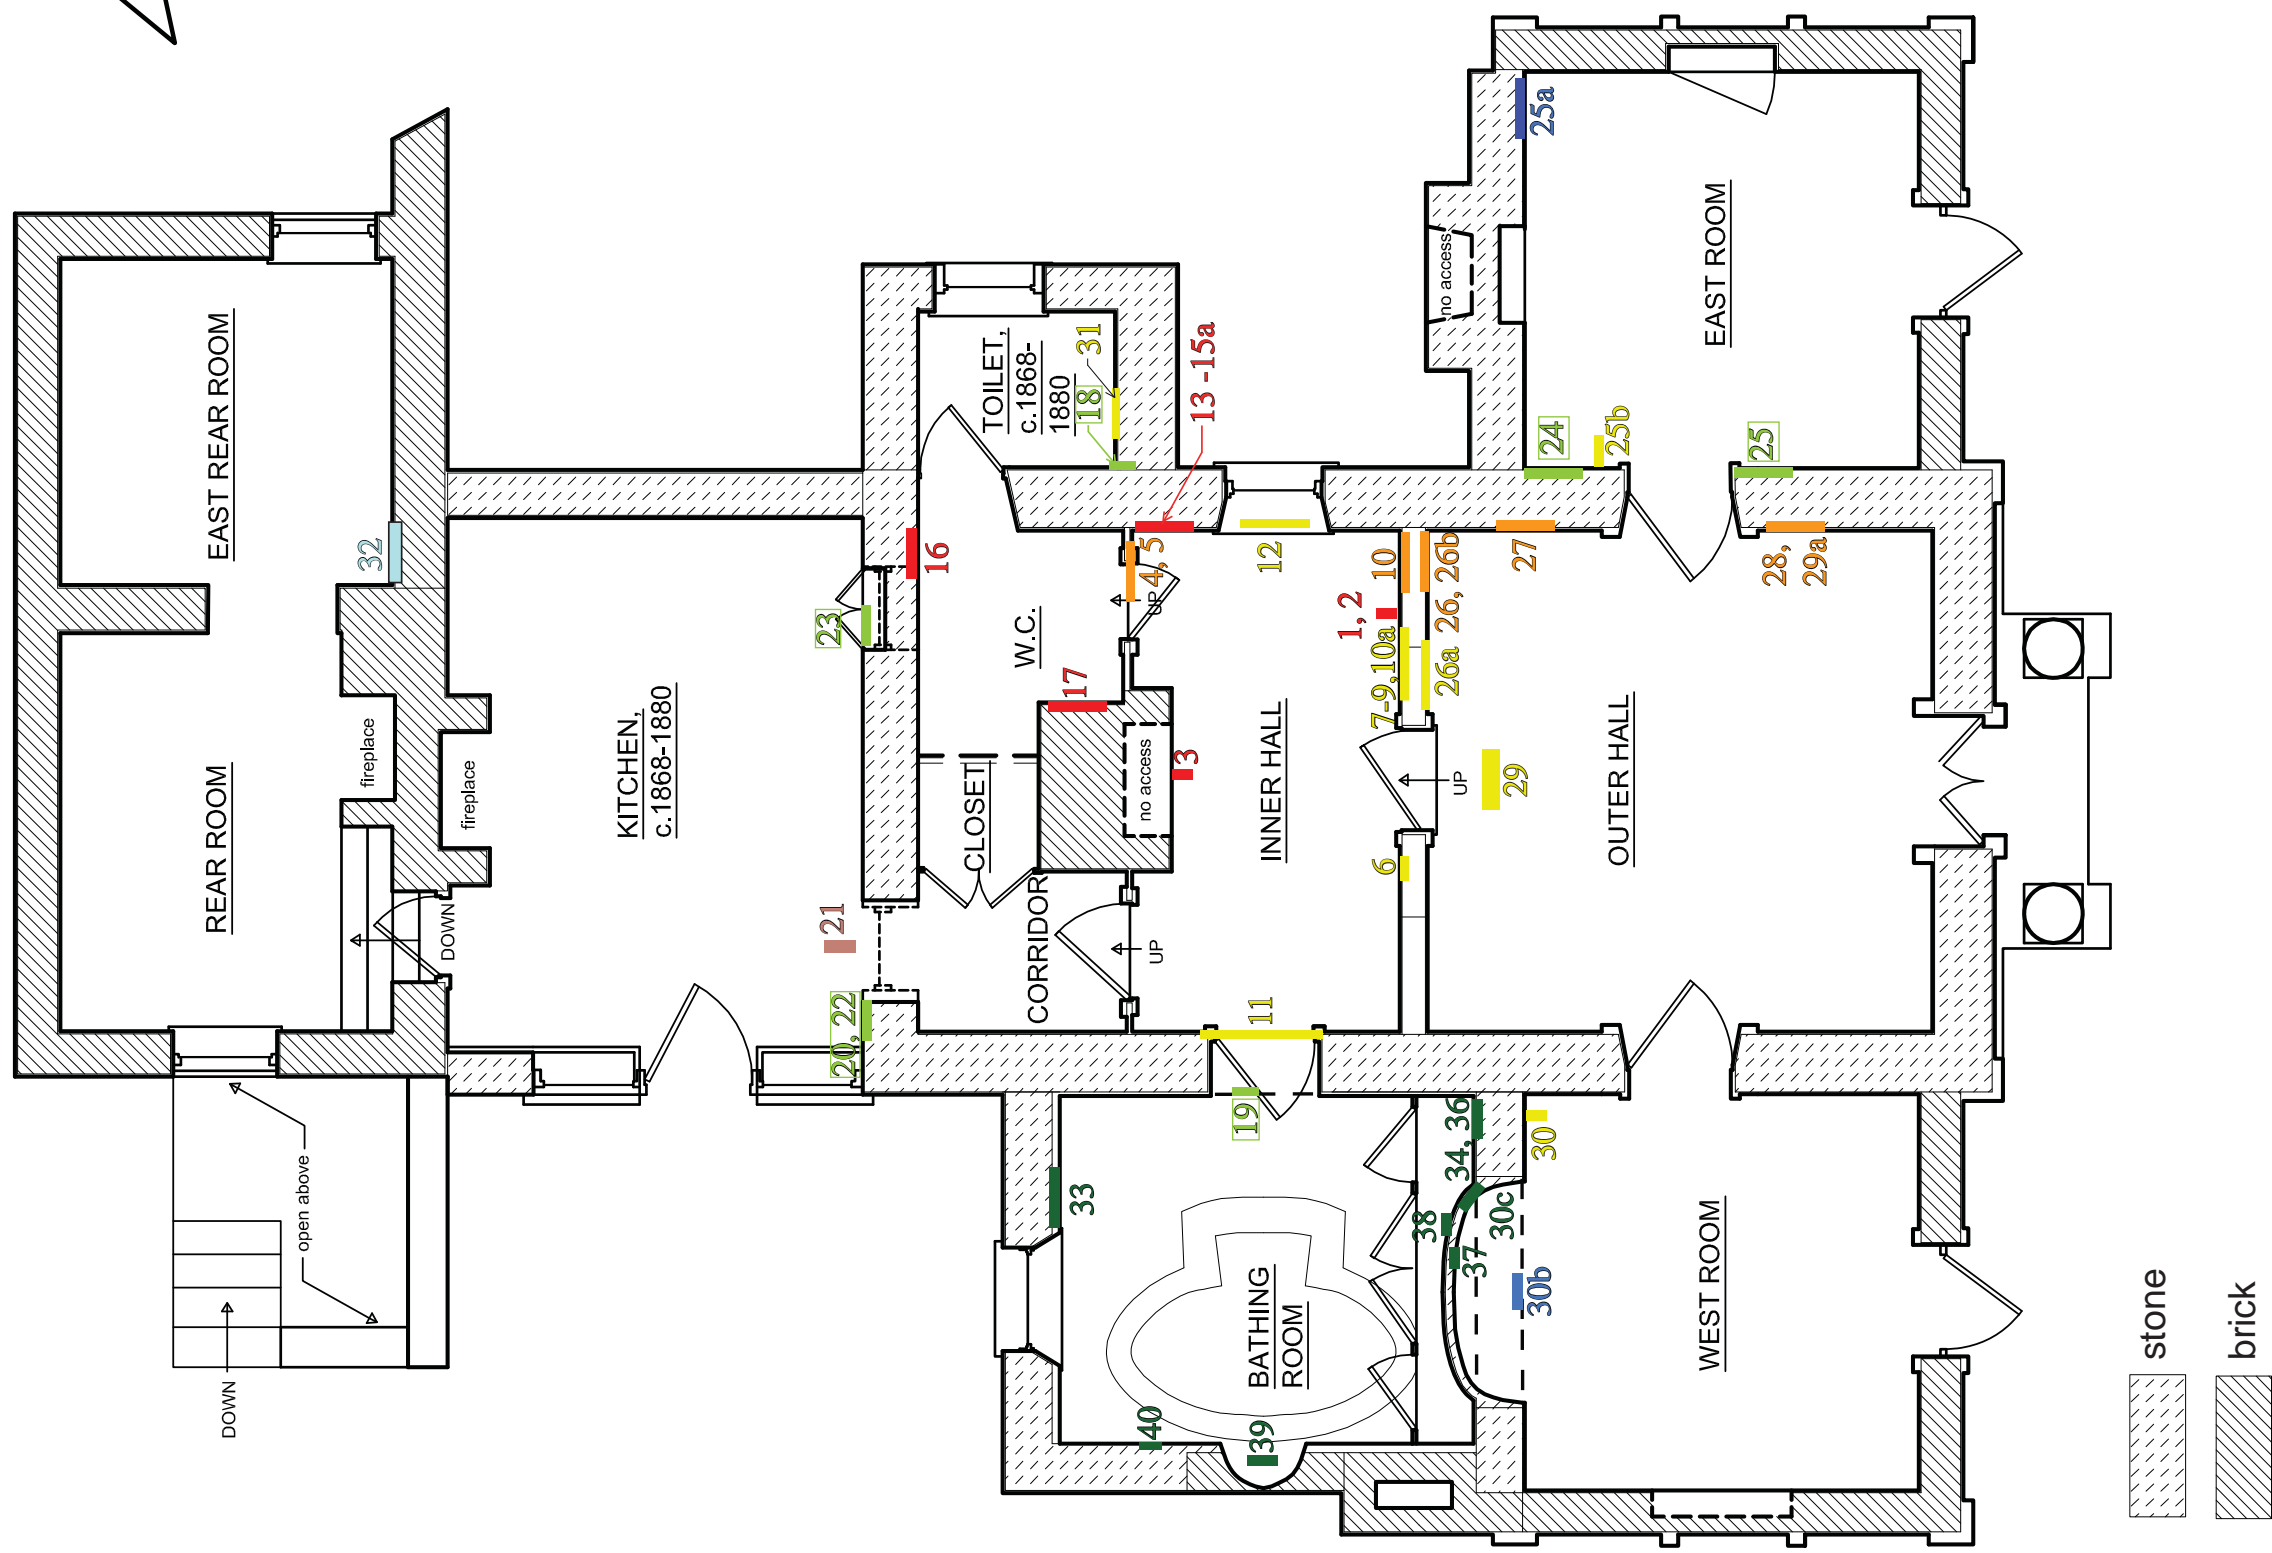 EAST REAR ROOM
32
REAR ROOM
fireplace
fireplace
DOWN
open above
DOWN
KITCHEN,
c.1868-1880
23
16
21
20, 22
TOILET,
c.1868-
1880
31
18
13 -15a
W.C.
17
CLOSET
CORRIDOR
UP
no access
3
4, 5
UP
12
INNER HALL
1, 2
10
26, 26b
7-9,10a
26a
6
11
19
UP
29
OUTER HALL
27
28,
29a
no access
25a
EAST ROOM
24
25b
25
33
34, 36
38
37
30c
30
30b
BATHING
ROOM
40
39
WEST ROOM
stone
brick